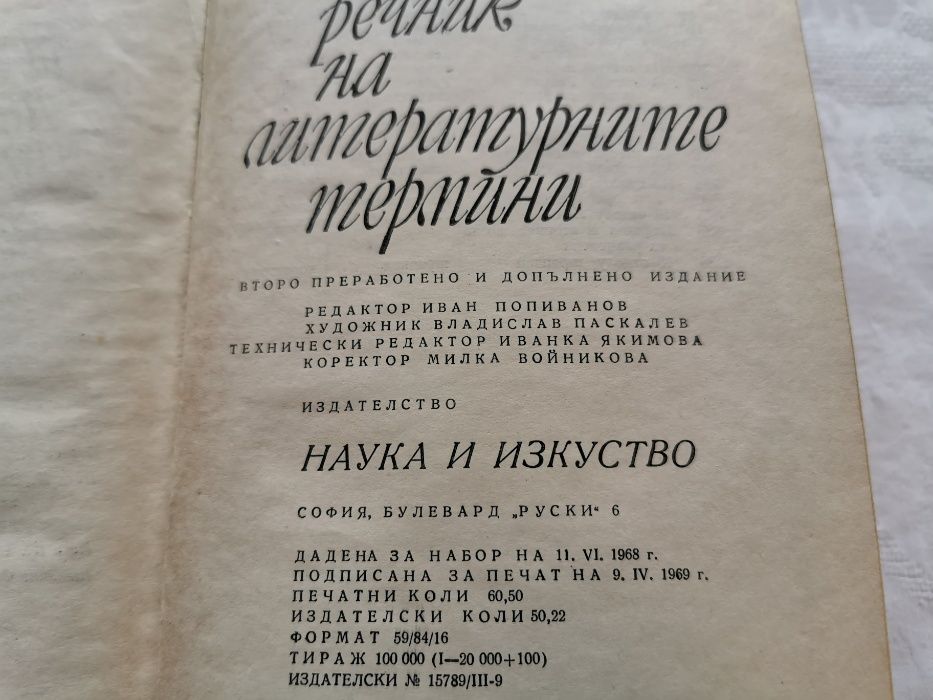 речник
на
литературните
термини
ВТОРО ПРЕРАБОТЕНО И ДОПЪЛНЕНО ИЗДАНИЕ
РЕДАКТОР ИВАН ПОПИВАНОВ
ХУДОЖНИК ВЛАДИСЛАВ ПАСКАЛЕВ
ТЕХНИЧЕСКИ РЕДАКТОР ИВАНКА ЯКИМОВА
КОРЕКТОР МИЛКА ВОЙНИКОВА
ИЗДАТЕЛСТВО
НАУКА И ИЗКУСТВО
СОФИЯ, БУЛЕВАРД „РУСКИ“ 6
ДАДЕНА ЗА НАБОР НА 11. VI. 1968 г.
ПОДПИСАНА ЗА ПЕЧАТ НА 9. IV. 1969 г.
ПЕЧАТНИ КОЛИ 60,50
ИЗДАТЕЛСКИ КОЛИ 50,22
ФОРМАТ 59/84/16
ТИРАЖ 100 000 (I—20 000+100)
ИЗДАТЕЛСКИ № 15789/III-9